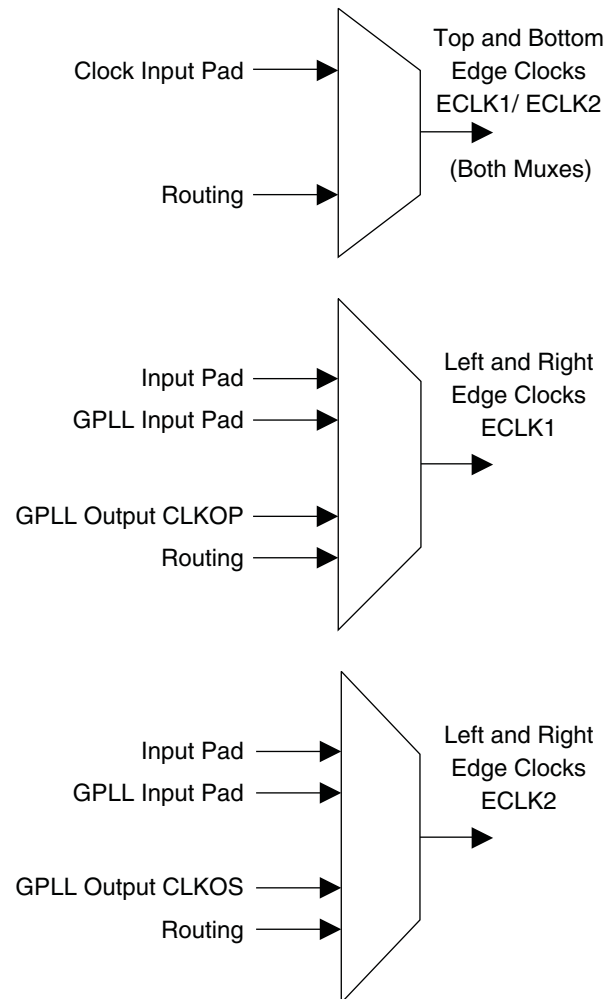 Clock Input Pad
Routing
Top and Bottom
Edge Clocks
ECLK1/ ECLK2
(Both Muxes)
Input Pad
GPLL Input Pad
GPLL Output CLKOP
Routing
Left and Right
Edge Clocks
ECLK1
Input Pad
GPLL Input Pad
GPLL Output CLKOS
Routing
Left and Right
Edge Clocks
ECLK2